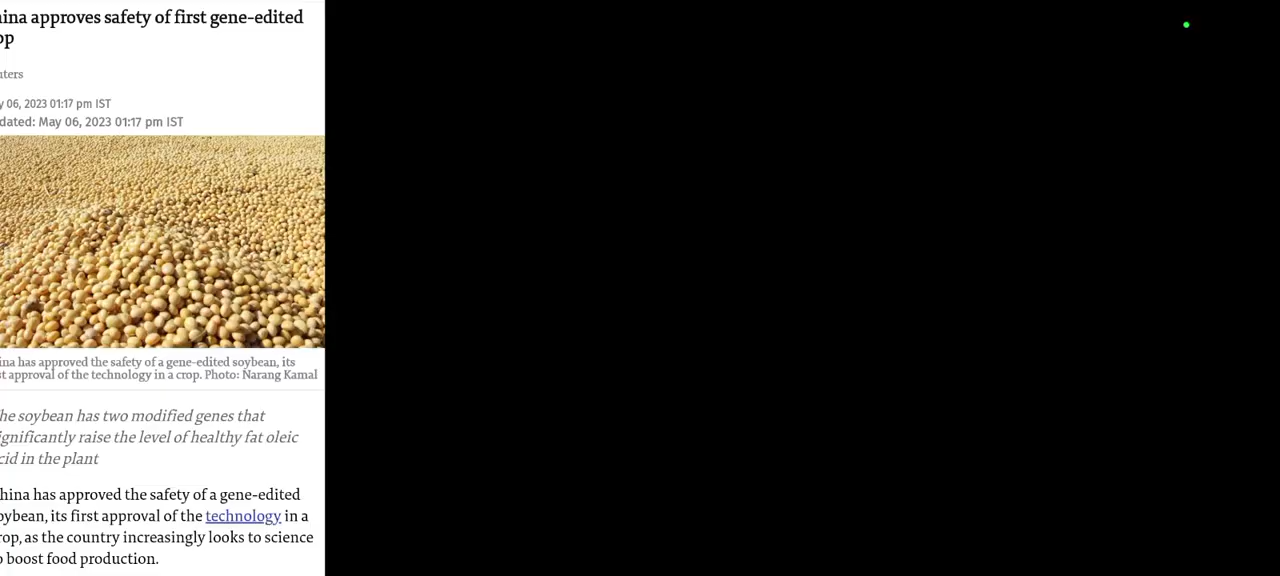 ina approves safety of first gene-edited
op
ters
06, 2023 01:17 pm IST
dated: May 06, 2023 01:17 pm IST
ina has approved the safety of a gene-edited soybean, its
st approval of the technology in a crop. Photo: Narang Kamal
he soybean has two modified genes that
ignificantly raise the level of healthy fat oleic
cid in the plant
hina has approved the safety of a gene-edited
oybean, its first approval of the technology in a
rop, as the country increasingly looks to science
o boost food production.